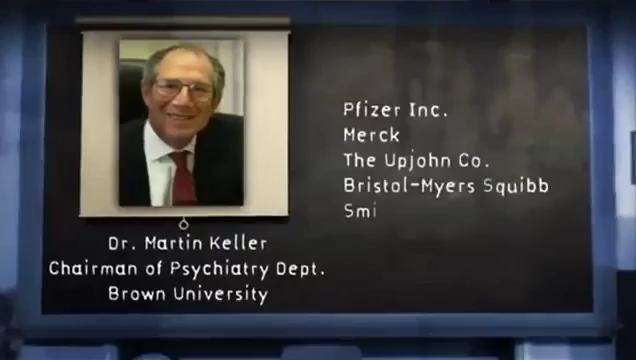 Dr. Martin Keller
Chairman of Psychiatry Dept.
Brown University
Pfizer Inc.
Merck
The Upjohn Co.
Bristol-Myers Squibb
Smi